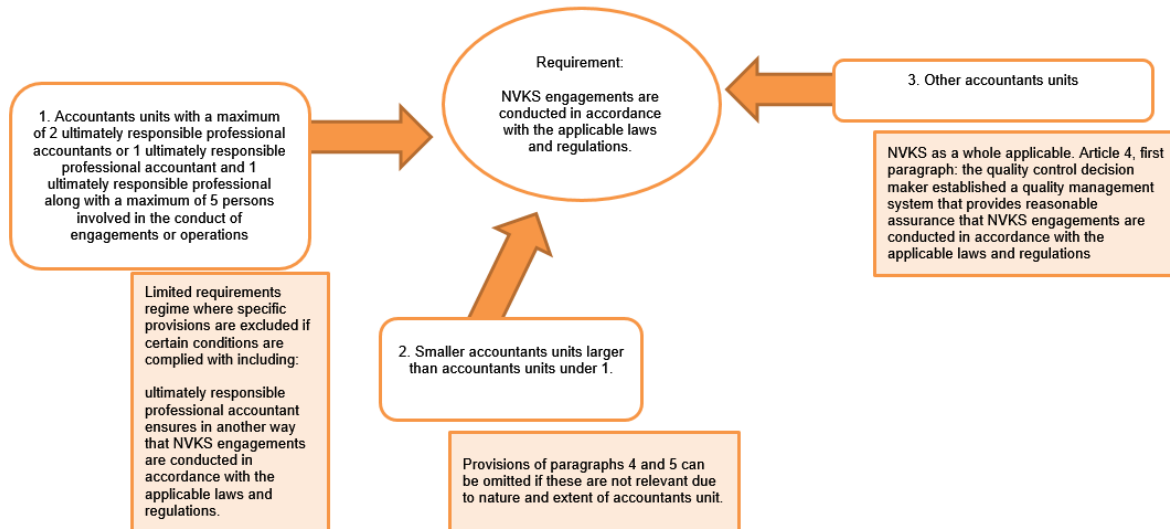 Requirement:
NVKS engagements are
conducted in accordance
with the applicable laws
and regulations.
1. Accountants units with a maximum
of 2 ultimately responsible professional
accountants or 1 ultimately responsible
professional accountant and 1
ultimately responsible professional
along with a maximum of 5 persons
involved in the conduct of
engagements or operations
Limited requirements
regime where specific
provisions are excluded if
certain conditions are
complied with including:
ultimately responsible
professional accountant
ensures in another way
that NVKS engagements
are conducted in
accordance with the
applicable laws and
regulations.
2. Smaller accountants units larger
than accountants units under 1.
Provisions of paragraphs 4 and 5 can
be omitted if these are not relevant due
to nature and extent of accountants unit.
3. Other accountants units
NVKS as a whole applicable. Article 4, first
paragraph: the quality control decision
maker established a quality management
system that provides reasonable
assurance that NVKS engagements are
conducted in accordance with the
applicable laws and regulations